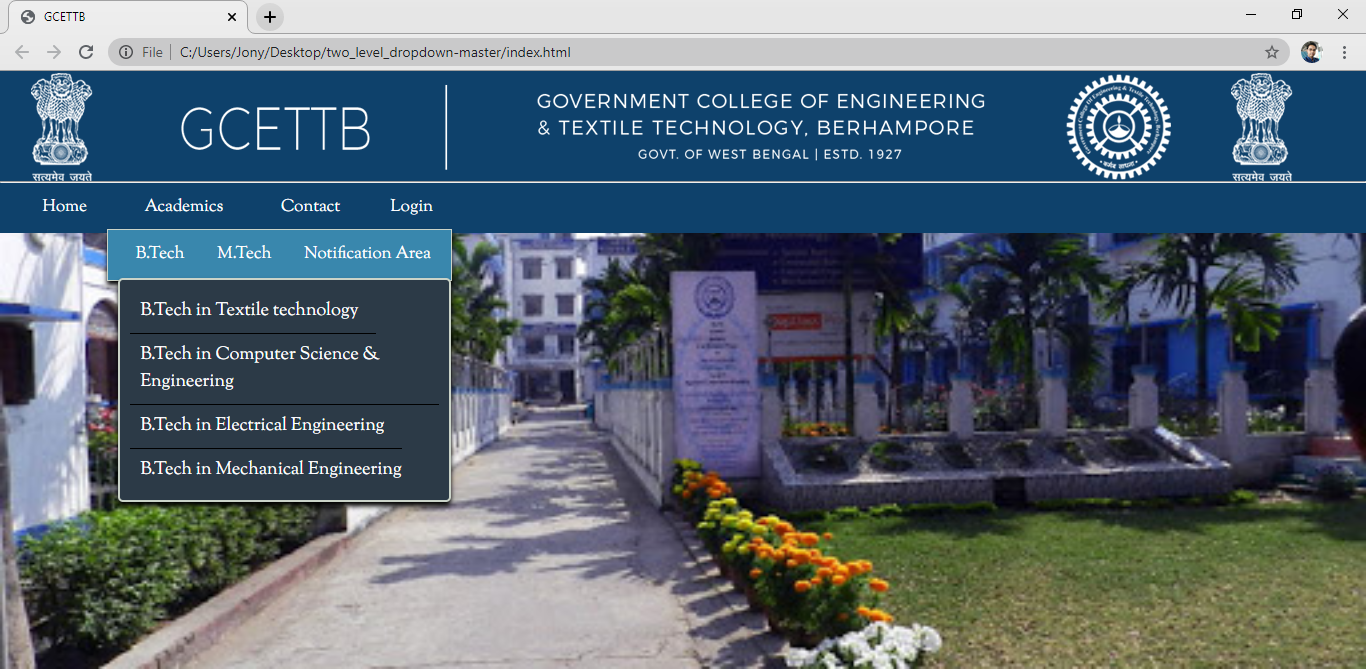 GCETTB
File
C:/Users/Jony/Desktop/two_level_dropdown-master/index.html
सत्यमेव जयते
GCETTB
GOVERNMENT COLLEGE OF ENGINEERING
& TEXTILE TECHNOLOGY, BERHAMPORE
GOVT. OF WEST BENGAL | ESTD. 1927
सत्यमेव जयते
Home Academics Contact Login
B.Tech M.Tech Notification Area
B.Tech in Textile technology
B.Tech in Computer Science &
Engineering
B.Tech in Electrical Engineering
B.Tech in Mechanical Engineering